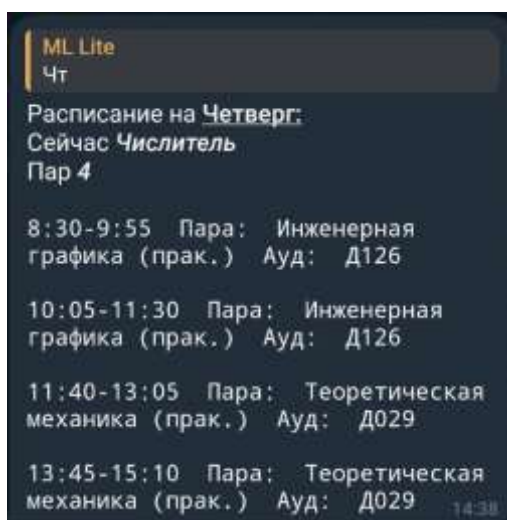 ML Lite
Чт
Расписание на Четверг:
Сейчас Числитель
Пар 4
8:30-9:55 Пара: Инженерная
графика (прак.) Ауд: Д126
10:05-11:30 Пара: Инженерная
графика (прак.) Ауд: Д126
11:40-13:05 Пара: Теоретическая
механика (прак.) Ауд: Д029
13:45-15:10 Пара: Теоретическая
механика (прак.) Ауд: Д029
14:38